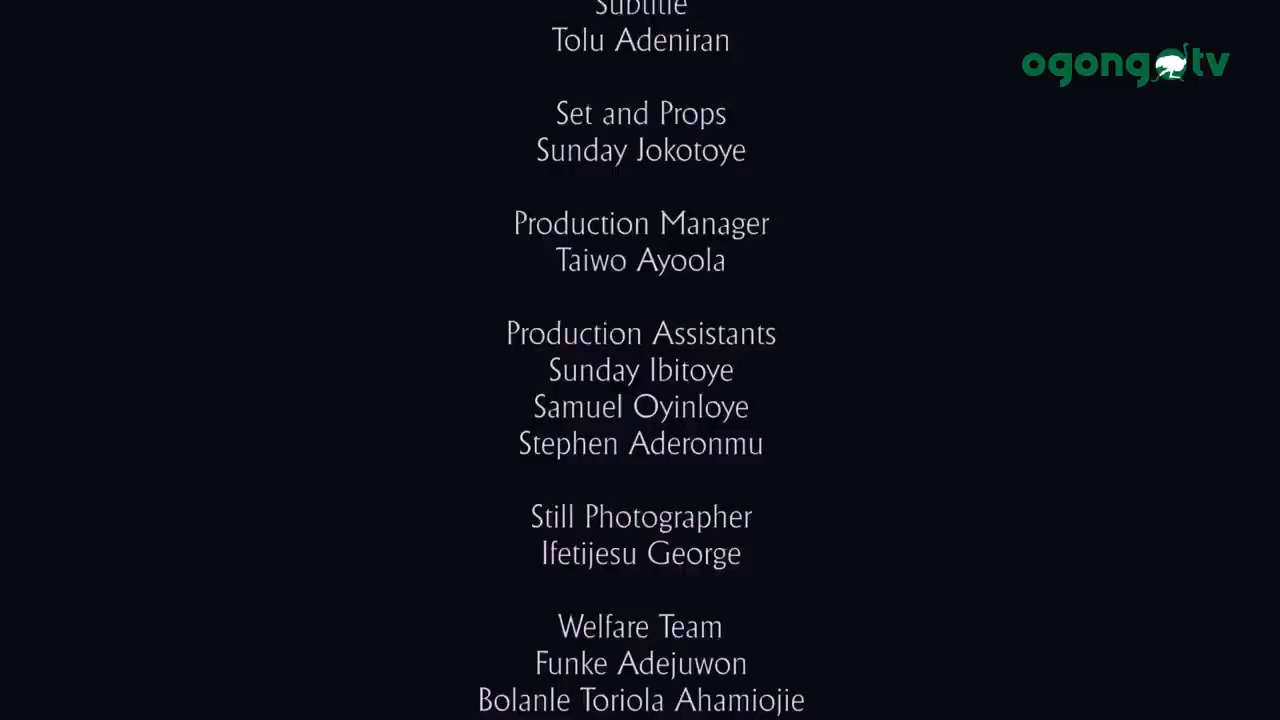 Subtitle
Tolu Adeniran
ogongotv
Set and Props
Sunday Jokotoye
Production Manager
Taiwo Ayoola
Production Assistants
Sunday Ibitoye
Samuel Oyinloye
Stephen Aderonmu
Still Photographer
Ifetijesu George
Welfare Team
Funke Adejuwon
Bolanle Toriola Ahamiojie